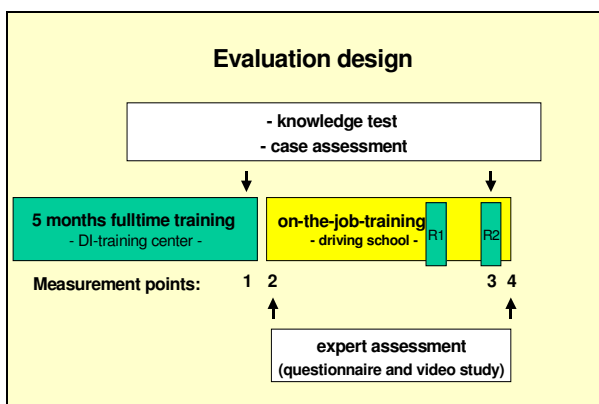 Evaluation design
- knowledge test
- case assessment
5 months fulltime training
- DI-training center -
on-the-job-training
- driving school -
R1
R2
Measurement points: 1 2 3 4
expert assessment
(questionnaire and video study)